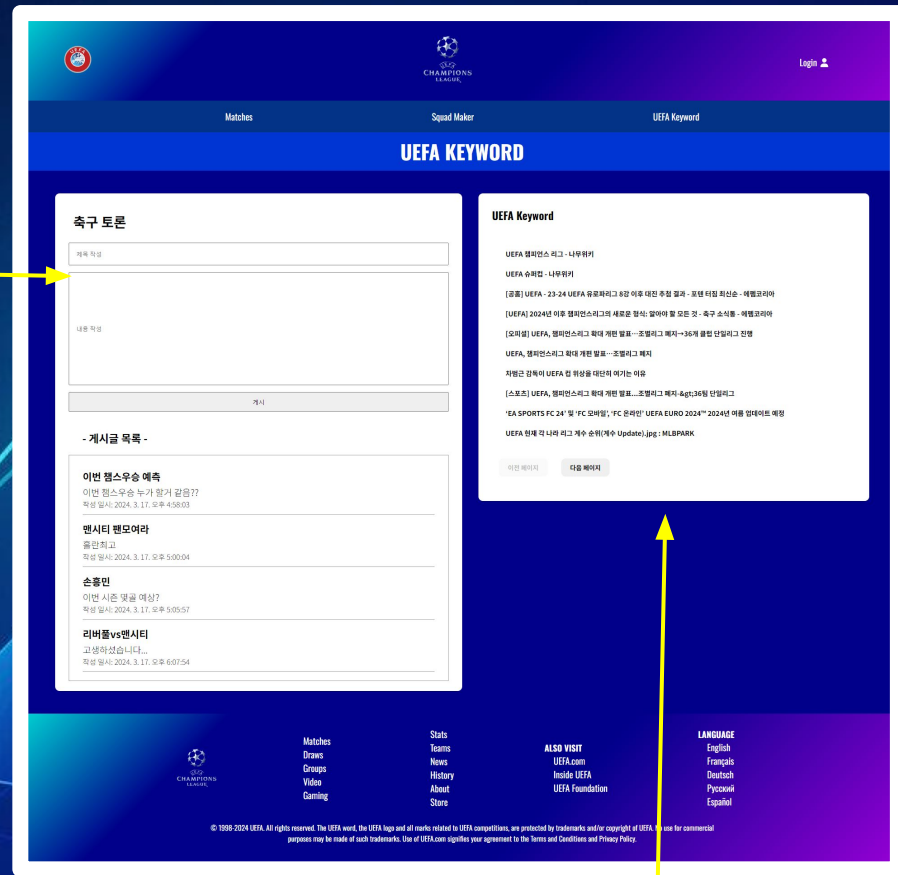 UEFA
CHAMPIONS
LEAGUE
Login
Matches
Squad Maker
UEFA Keyword
UEFA KEYWORD
축구 토론
제목 작성
내용 작성
게시
- 게시글 목록 -
이번 챔스우승 예측
이번 챔스우승 누가 할거 같음??
작성 일시: 2024. 3. 17. 오후 4:58:03
맨시티 팬모여라
홀란최고
작성 일시: 2024. 3. 17. 오후 5:00:04
손흥민
이번 시즌 몇골 예상?
작성 일시: 2024. 3. 17. 오후 5:05:57
리버풀vs맨시티
고생하셨습니다...
작성 일시: 2024. 3. 17. 오후 6:07:54
UEFA Keyword
UEFA 챔피언스 리그 - 나무위키
UEFA 슈퍼컵 - 나무위키
[공홈] UEFA - 23-24 UEFA 유로파리그 8강 이후 대진 추첨 결과 - 포텐 터짐 최신순 - 에펨코리아
[UEFA] 2024년 이후 챔피언스리그의 새로운 형식: 알아야 할 모든 것 - 축구 소식통 - 에펨코리아
[오피셜] UEFA, 챔피언스리그 확대 개편 발표…조별리그 폐지→36개 클럽 단일리그 진행
UEFA, 챔피언스리그 확대 개편 발표…조별리그 폐지
차범근 감독이 UEFA 컵 위상을 대단히 여기는 이유
[스포츠] UEFA, 챔피언스리그 확대 개편 발표...조별리그 폐지-&gt;36팀 단일리그
‘EA SPORTS FC 24’ 및 ‘FC 모바일’, ‘FC 온라인’ UEFA EURO 2024™ 2024년 여름 업데이트 예정
UEFA 현재 각 나라 리그 계수 순위(계수 Update).jpg : MLBPARK
이전 페이지
다음 페이지
CHAMPIONS
LEAGUE
Matches
Draws
Groups
Video
Gaming
Stats
Teams
News
History
About
Store
ALSO VISIT
UEFA.com
Inside UEFA
UEFA Foundation
LANGUAGE
English
Français
Deutsch
Русский
Español
© 1998-2024 UEFA. All rights reserved. The UEFA word, the UEFA logo and all marks related to UEFA competitions, are protected by trademarks and/or copyright of UEFA. No use for commercial
purposes may be made of such trademarks. Use of UEFA.com signifies your agreement to the Terms and Conditions and Privacy Policy.